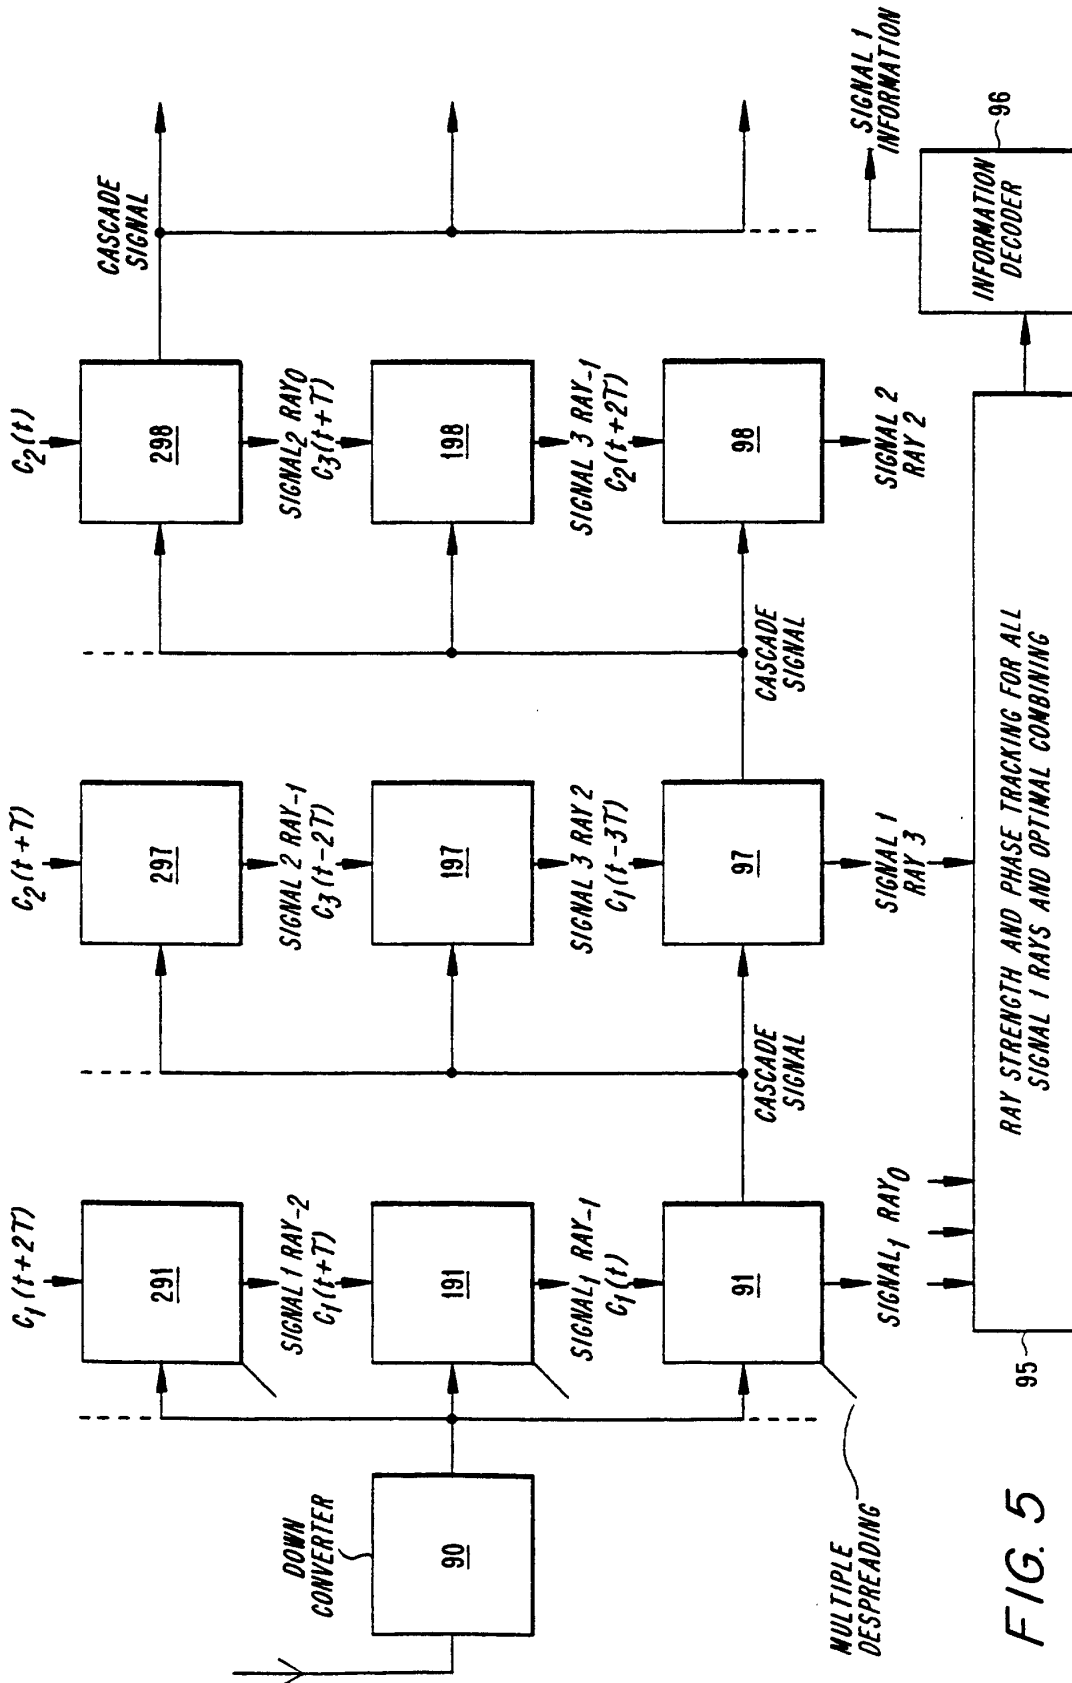 C2(t)
298
CASCADE
SIGNAL
SIGNAL2 RAY0
C3(t+T)
198
SIGNAL 3 RAY-1
C2(t+2T)
98
SIGNAL 2
RAY 2
SIGNAL 1
INFORMATION
INFORMATION
DECODER
96
C2(t+T)
297
SIGNAL 2 RAY-1
C3(t-2T)
197
SIGNAL 3 RAY 2
C1(t-3T)
97
CASCADE
SIGNAL
SIGNAL 1
RAY 3
C1(t+2T)
291
SIGNAL 1 RAY-2
C1(t+T)
191
SIGNAL1 RAY-1
C1(t)
91
CASCADE
SIGNAL
SIGNAL1 RAY0
RAY STRENGTH AND PHASE TRACKING FOR ALL
SIGNAL 1 RAYS AND OPTIMAL COMBINING
95
DOWN
CONVERTER
90
MULTIPLE
DESPREADING
FIG. 5